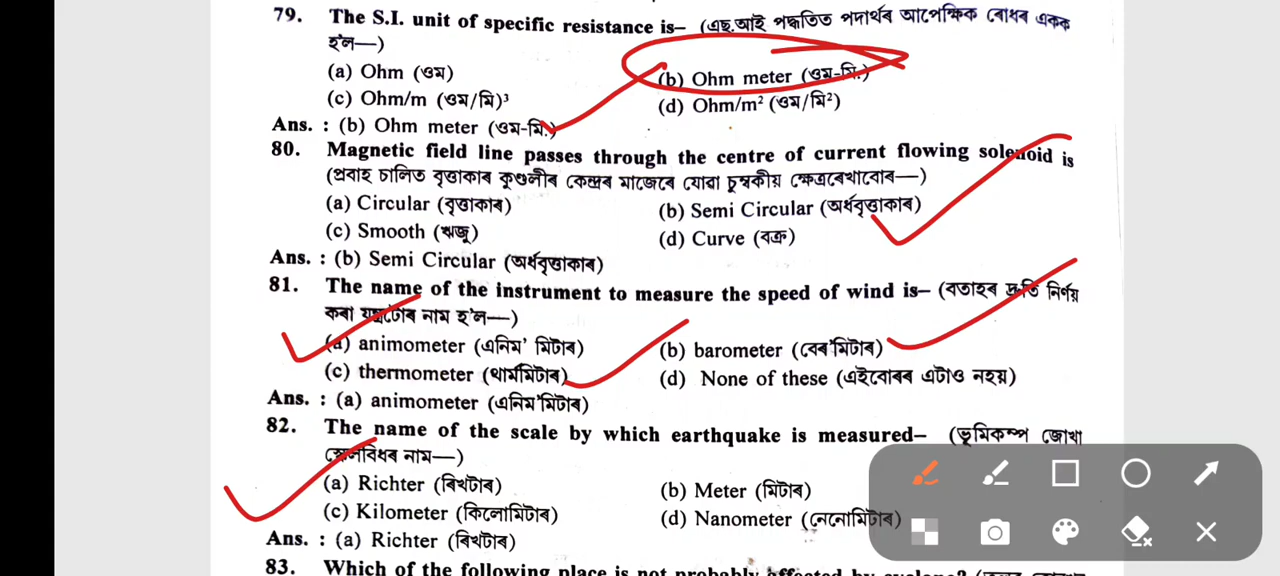 79. The S.I. unit of specific resistance is– (এছ.আই পদ্ধতিত পদাৰ্থৰ আপেক্ষিক ৰোধৰ একক
হ'ল—)
(a) Ohm (ওম) (b) Ohm meter (ওম-মি.)
(c) Ohm/m (ওম/মি)³ (d) Ohm/m² (ওম/মি²)
Ans. : (b) Ohm meter (ওম-মি.)
80. Magnetic field line passes through the centre of current flowing solenoid is
(প্ৰবাহ চালিত বৃত্তাকাৰ কুণ্ডলীৰ কেন্দ্ৰৰ মাজেৰে যোৱা চুম্বকীয় ক্ষেত্ৰৰেখাবোৰ—)
(a) Circular (বৃত্তাকাৰ) (b) Semi Circular (অৰ্ধবৃত্তাকাৰ)
(c) Smooth (ঋজু) (d) Curve (বক্ৰ)
Ans. : (b) Semi Circular (অৰ্ধবৃত্তাকাৰ)
81. The name of the instrument to measure the speed of wind is– (বতাহৰ দ্ৰুতি নিৰ্ণয়
কৰা যন্ত্ৰটোৰ নাম হ'ল—)
(a) animometer (এনিম' মিটাৰ) (b) barometer (বেৰ'মিটাৰ)
(c) thermometer (থাৰ্মমিটাৰ) (d) None of these (এইবোৰৰ এটাও নহয়)
Ans. : (a) animometer (এনিম'মিটাৰ)
82. The name of the scale by which earthquake is measured– (ভূমিকম্প জোখা
স্কেলবিধৰ নাম—)
(a) Richter (ৰিখটাৰ) (b) Meter (মিটাৰ)
(c) Kilometer (কিলোমিটাৰ) (d) Nanometer (নেনোমিটাৰ)
Ans. : (a) Richter (ৰিখটাৰ)
83. Which of the following place is not probably affected by cyclone?